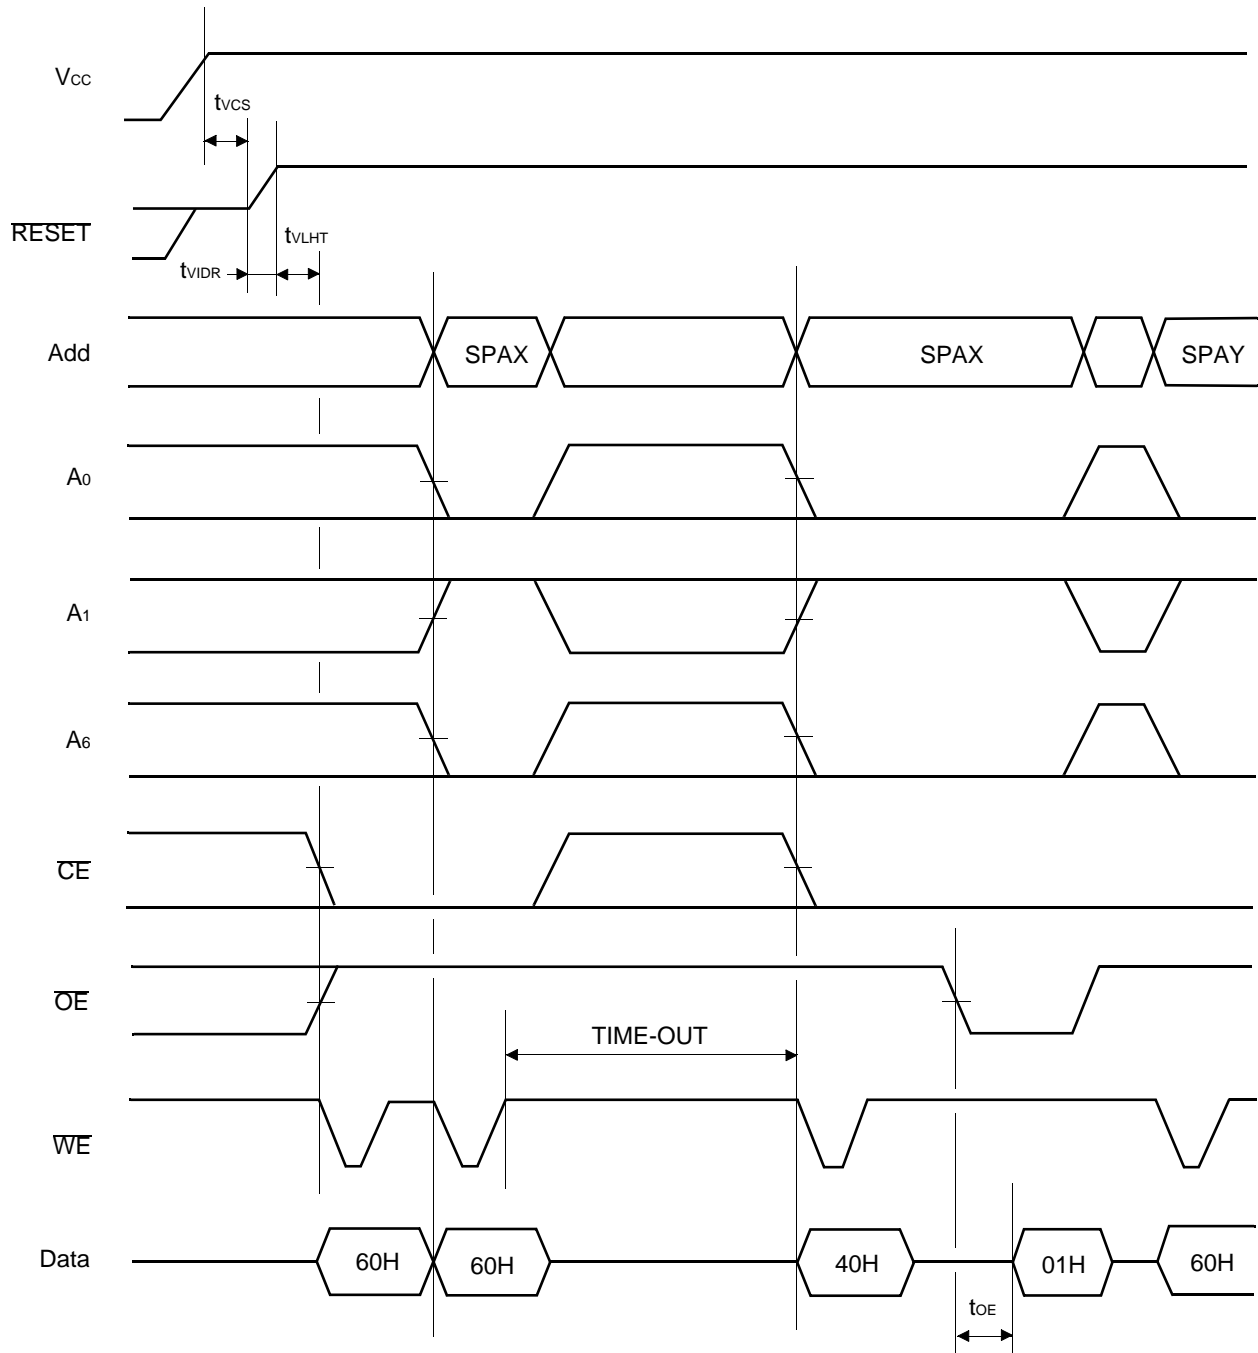 VCC
tVCS
RESET
tVLHT
tVIDR
Add
SPAX
SPAX
SPAY
A0
A1
A6
CE
OE
TIME-OUT
WE
Data
60H
60H
40H
01H
60H
tOE